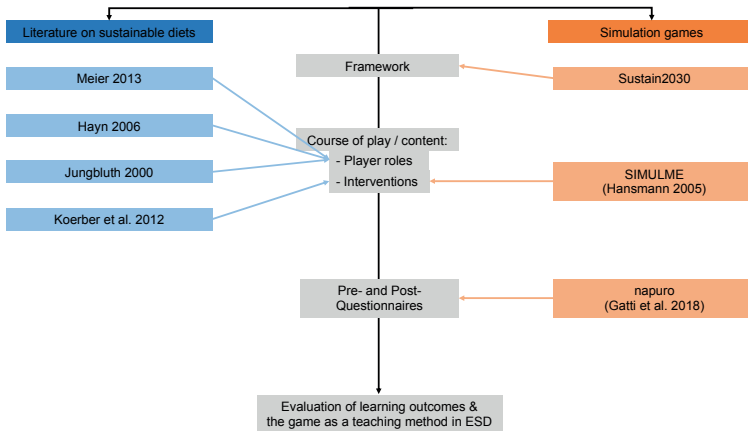 Literature on sustainable diets
Simulation games
Meier 2013
Hayn 2006
Jungbluth 2000
Koerber et al. 2012
Framework
Course of play / content:
- Player roles
- Interventions
Pre- and Post-
Questionnaires
Evaluation of learning outcomes &
the game as a teaching method in ESD
Sustain2030
SIMULME
(Hansmann 2005)
napuro
(Gatti et al. 2018)